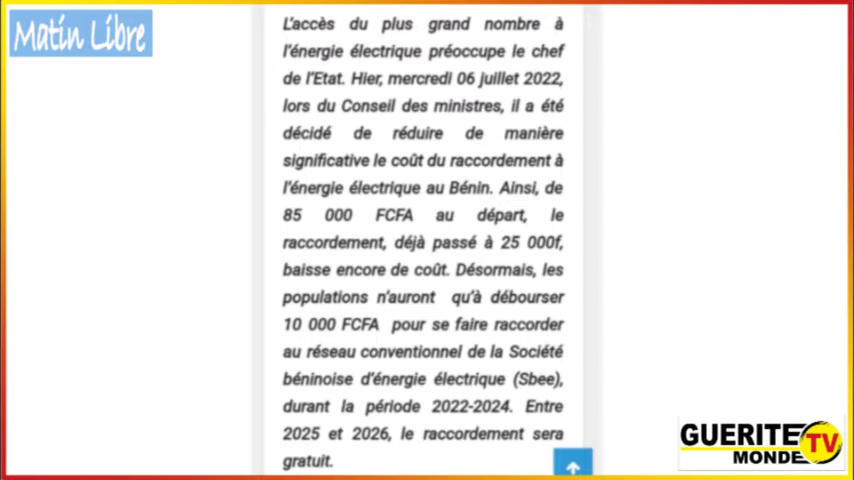 Matin Libre
L'accès du plus grand nombre à
l'énergie électrique préoccupe le chef
de l'Etat. Hier, mercredi 06 juillet 2022,
lors du Conseil des ministres, il a été
décidé de réduire de manière
significative le coût du raccordement à
l'énergie électrique au Bénin. Ainsi, de
85 000 FCFA au départ, le
raccordement, déjà passé à 25 000f,
baisse encore de coût. Désormais, les
populations n'auront qu'à débourser
10 000 FCFA pour se faire raccorder
au réseau conventionnel de la Société
béninoise d'énergie électrique (Sbee),
durant la période 2022-2024. Entre
2025 et 2026, le raccordement sera
gratuit.
GUERITE TV
MONDE